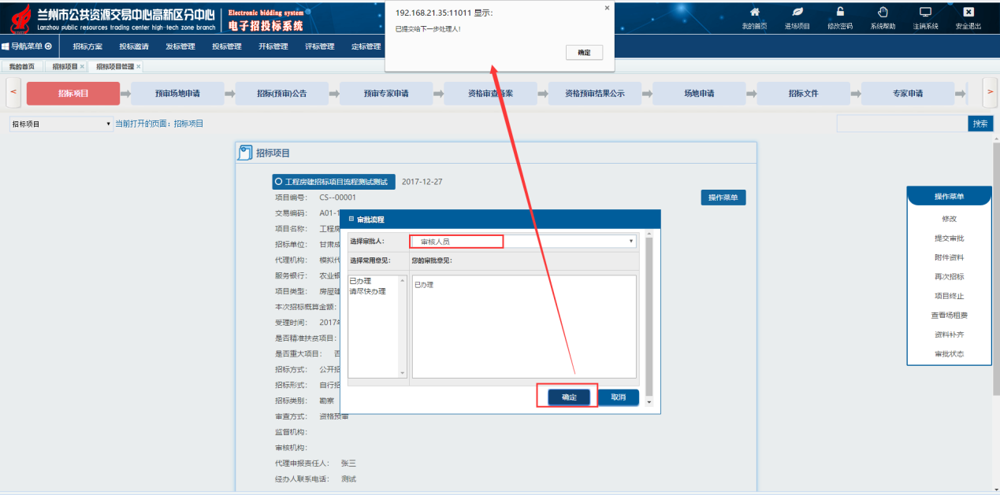 兰州市公共资源交易中心高新区分中心
Lanzhou public resources trading center high-tech zone branch
Electronic bidding system
电子招投标系统
192.168.21.35:11011 显示:
已提交给下一步处理人!
确定
我的首页
进场项目
修改密码
系统帮助
注销系统
安全退出
导航菜单
招标方案
投标邀请
发标管理
投标管理
开标管理
评标管理
定标管理
我的首页
招标项目 ×
招标项目管理 ×
<
招标项目
预审场地申请
招标(预审)公告
预审专家申请
资格审查备案
资格预审结果公示
场地申请
招标文件
专家申请
>
招标项目
当前打开的页面：招标项目
搜索
招标项目
工程房建招标项目流程测试测试 2017-12-27
项目编号： CS--00001
操作菜单
交易编码： A01-1
项目名称： 工程房
招标单位： 甘肃成
代理机构： 模拟代
服务银行： 农业银
项目类型： 房屋建
本次招标概算金额：
受理时间： 2017年
是否精准扶贫项目：
是否重大项目： 否
招标方式： 公开招
招标形式： 自行招
招标类别： 勘察
审查方式： 资格预审
监督机构：
审核机构：
代理申报责任人： 张三
经办人联系电话： 测试
审批流程
选择审批人： 审核人员
选择常用意见： 您的审批意见：
已办理
请尽快办理
已办理
确定
取消
操作菜单
修改
提交审批
附件资料
再次招标
项目终止
查看场租费
资料补齐
审批状态